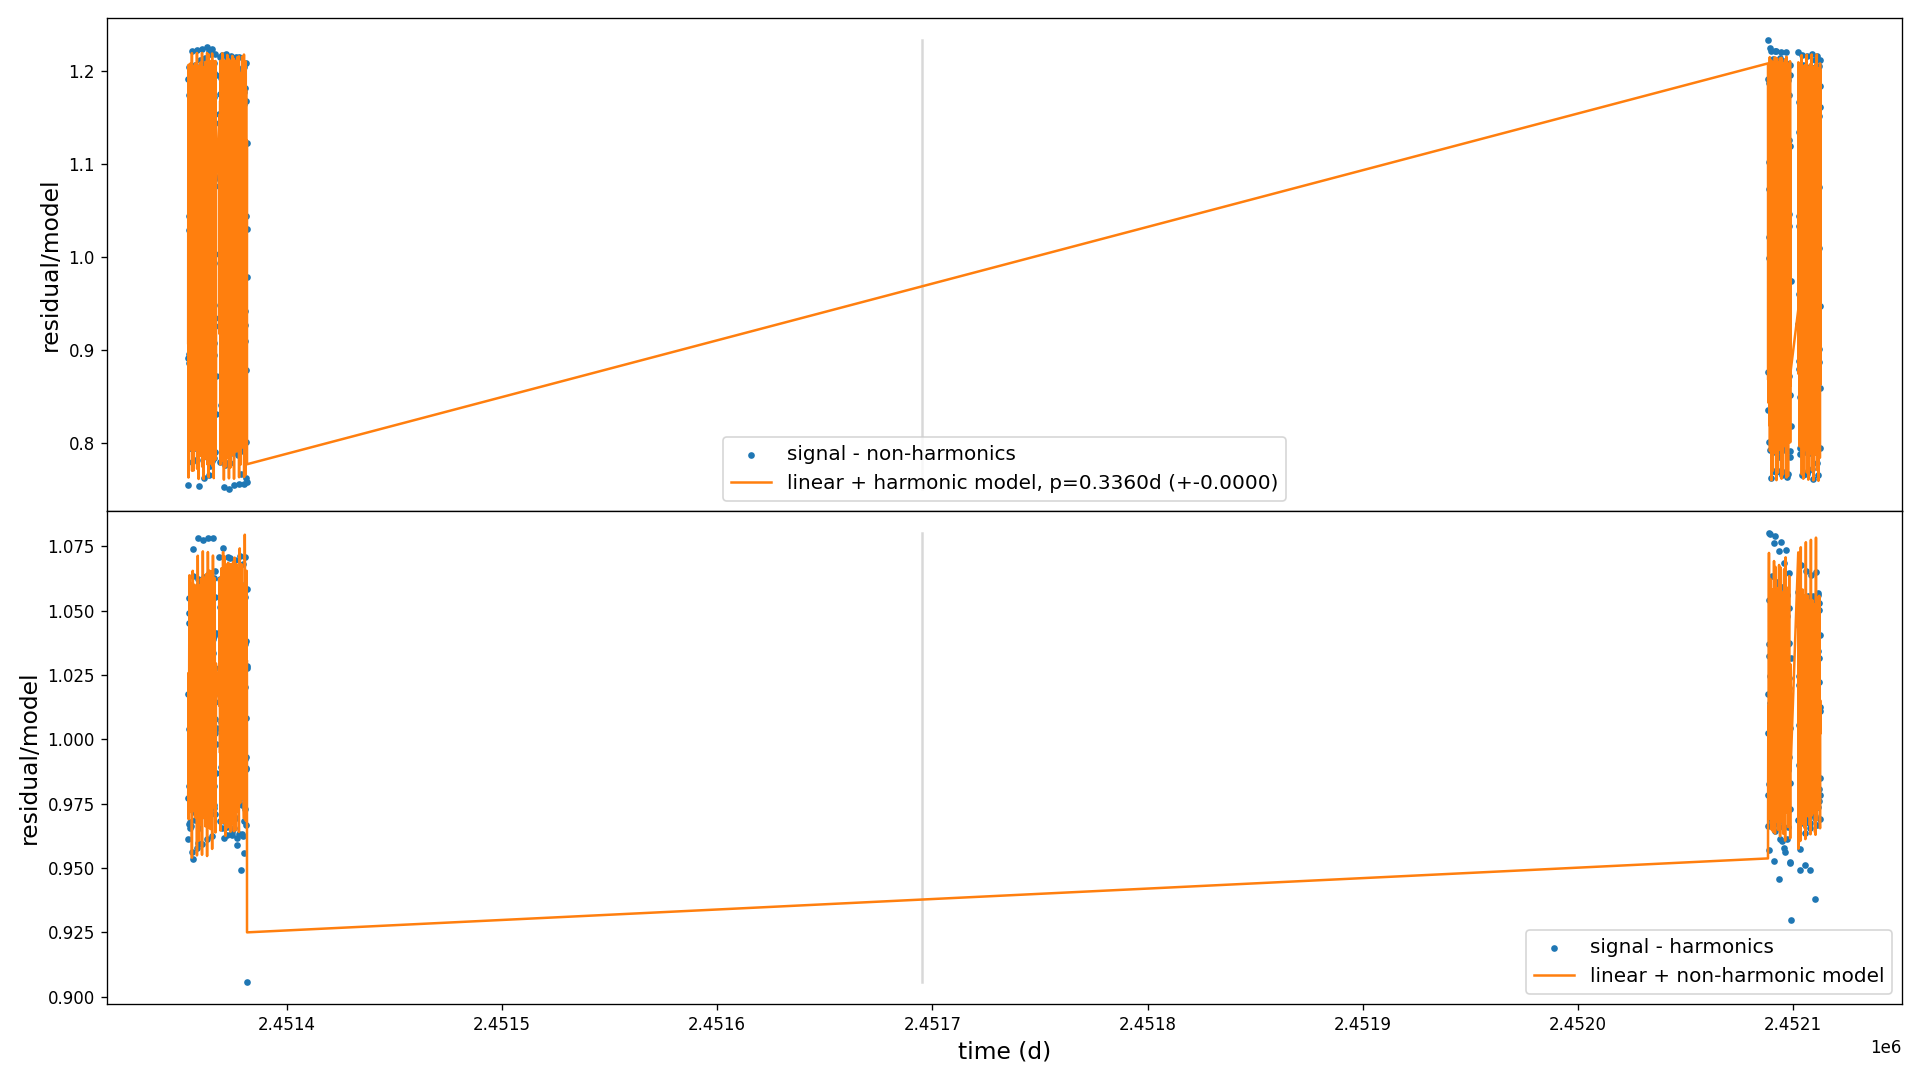 1.2
1.1
1.0
0.9
0.8
residual/model
signal - non-harmonics
linear + harmonic model, p=0.3360d (+-0.0000)
1.075
1.050
1.025
1.000
0.975
0.950
0.925
0.900
residual/model
signal - harmonics
linear + non-harmonic model
2.4514 2.4515 2.4516 2.4517 2.4518 2.4519 2.4520 2.4521
1e6
time (d)